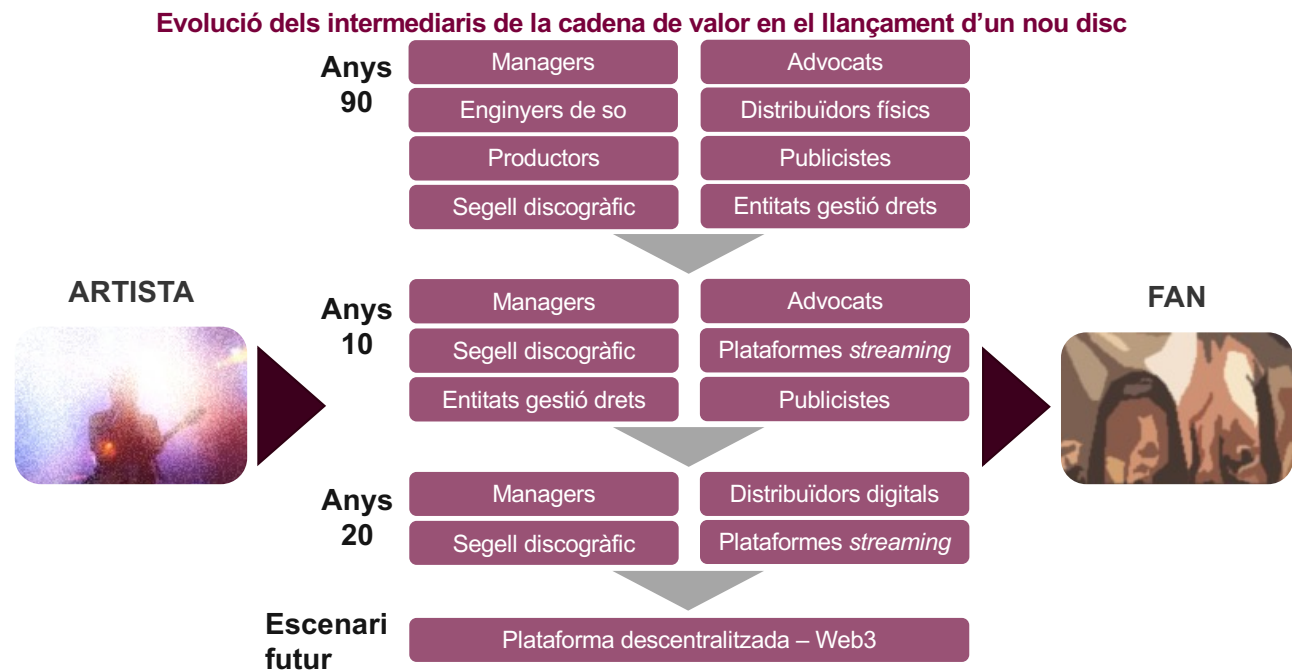 Evolució dels intermediaris de la cadena de valor en el llançament d'un nou disc
Anys
90
Managers
Advocats
Enginyers de so
Distribuïdors físics
Productors
Publicistes
Segell discogràfic
Entitats gestió drets
ARTISTA
Anys
10
Managers
Advocats
Segell discogràfic
Plataformes streaming
Entitats gestió drets
Publicistes
FAN
Anys
20
Managers
Distribuïdors digitals
Segell discogràfic
Plataformes streaming
Escenari
futur
Plataforma descentralitzada – Web3